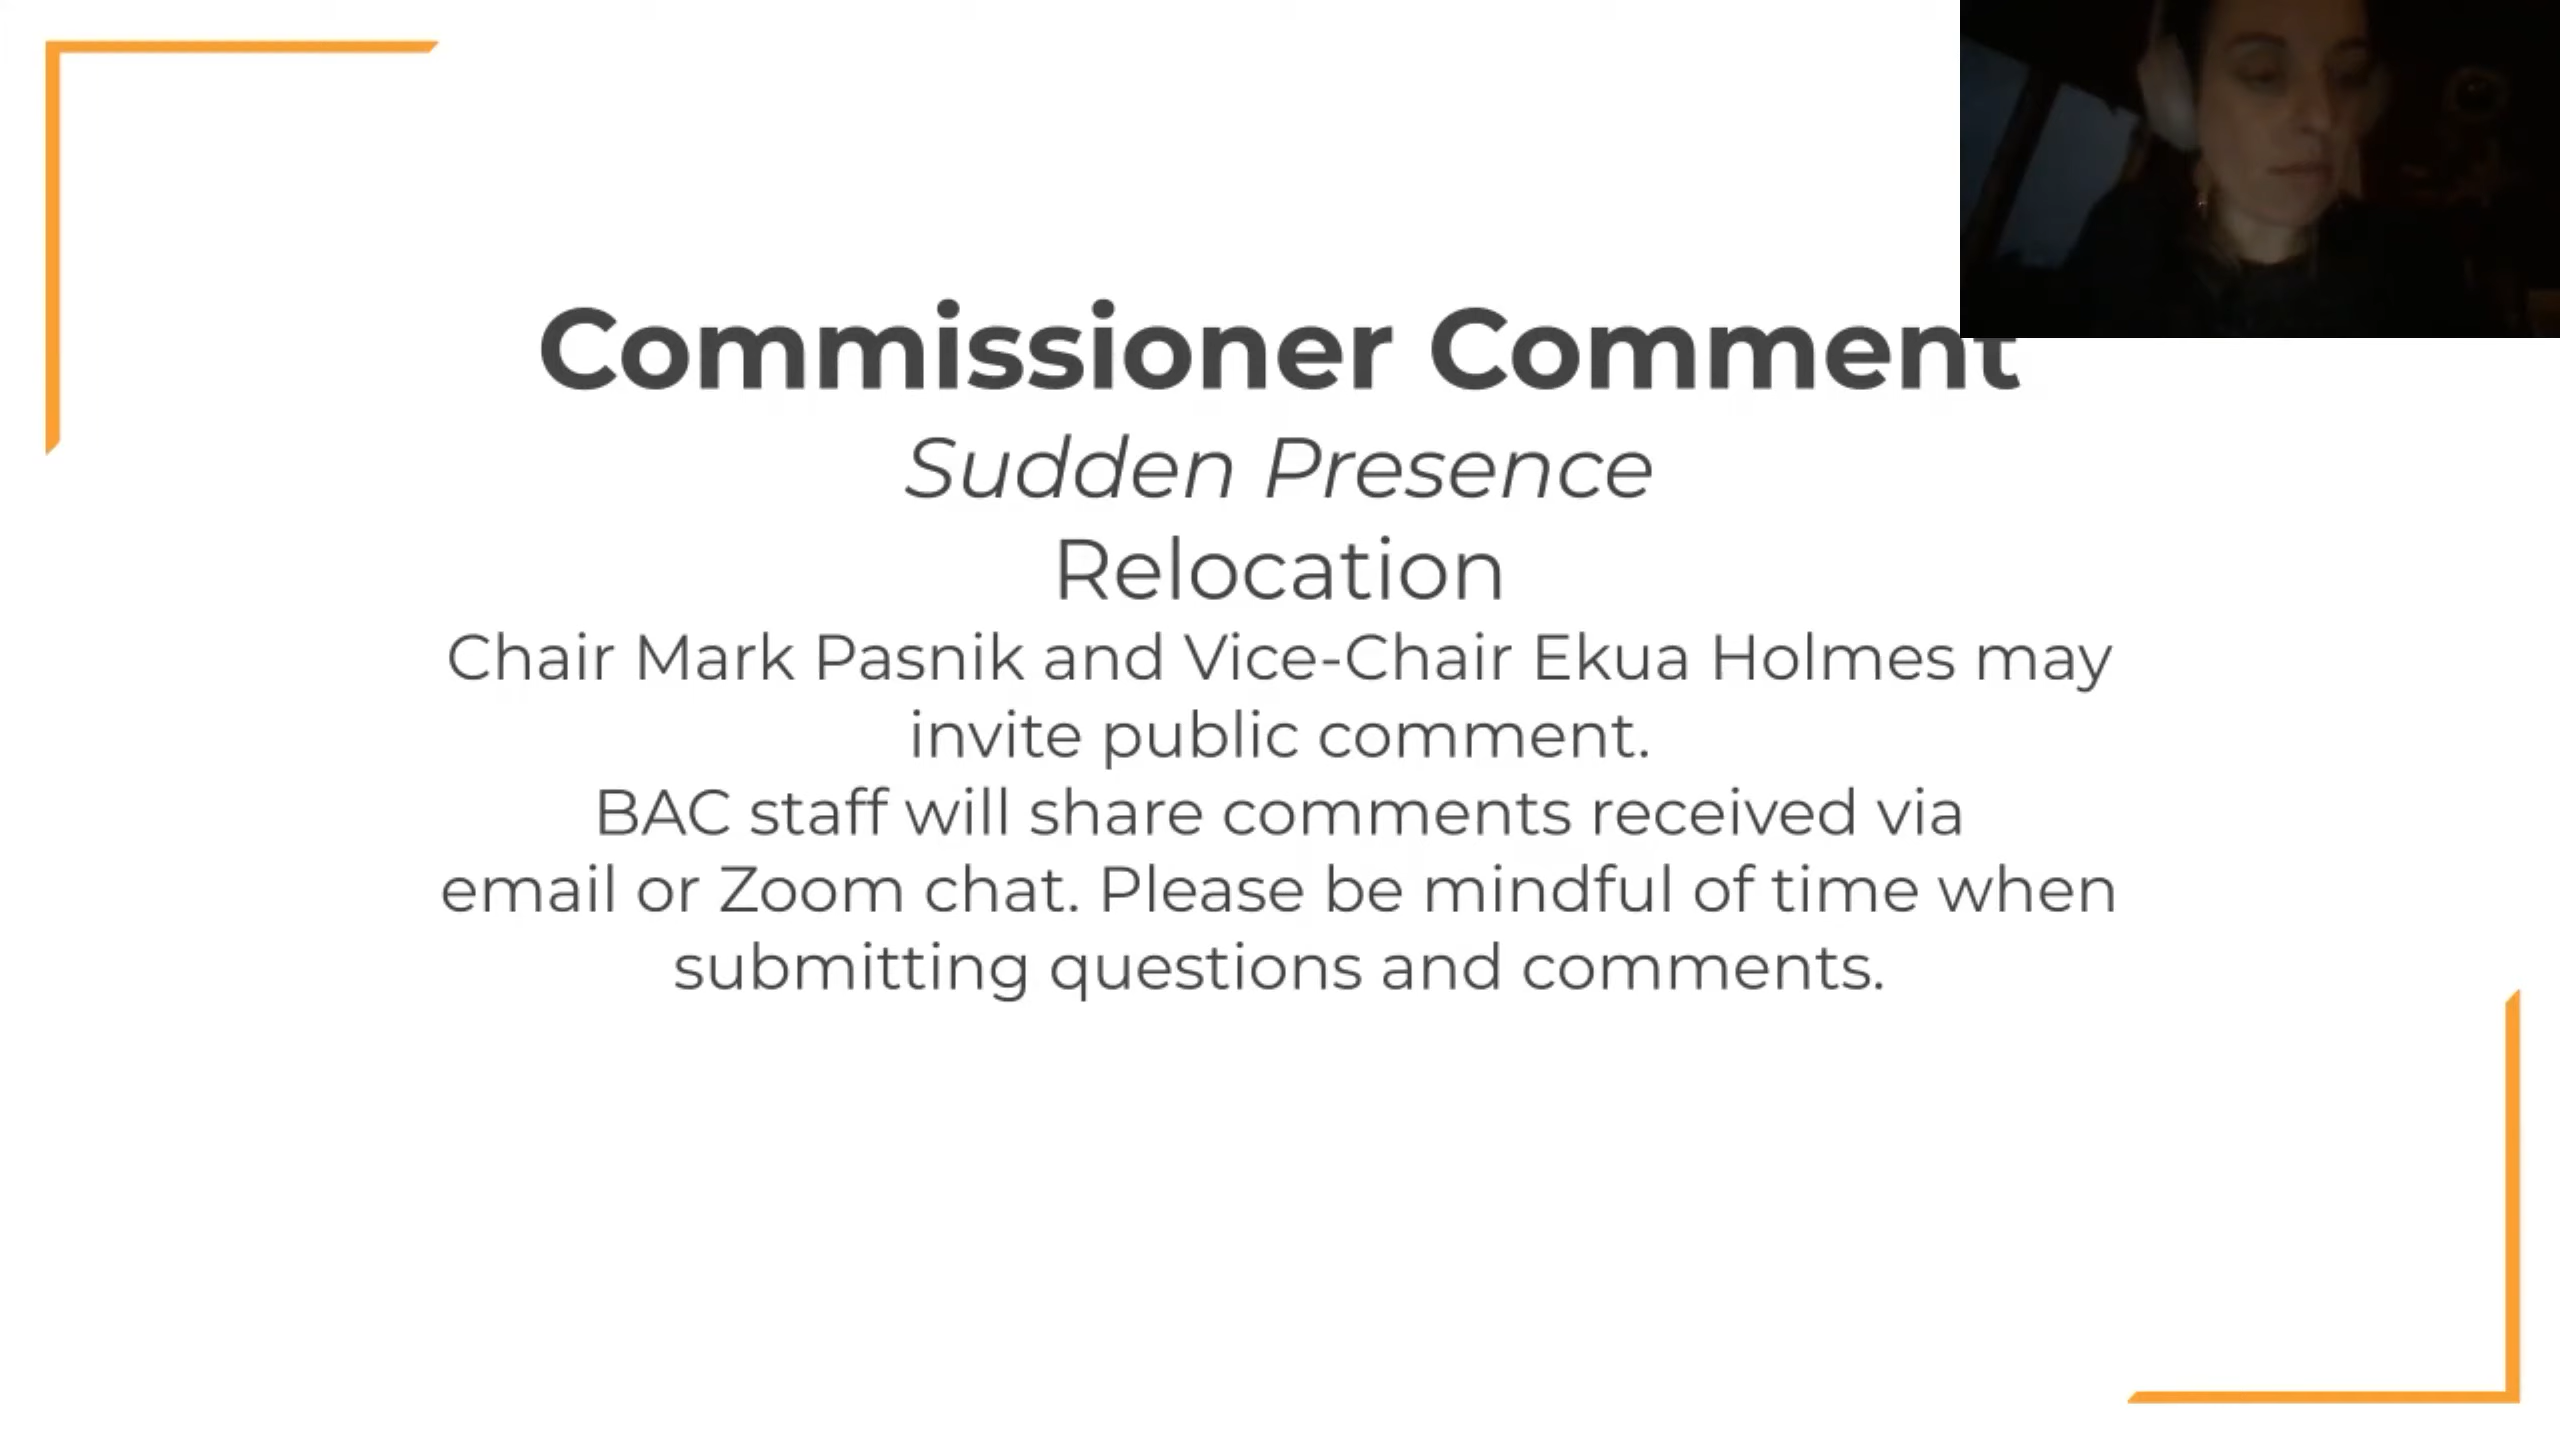 Commissioner Comment
Sudden Presence
Relocation
Chair Mark Pasnik and Vice-Chair Ekua Holmes may
invite public comment.
BAC staff will share comments received via
email or Zoom chat. Please be mindful of time when
submitting questions and comments.